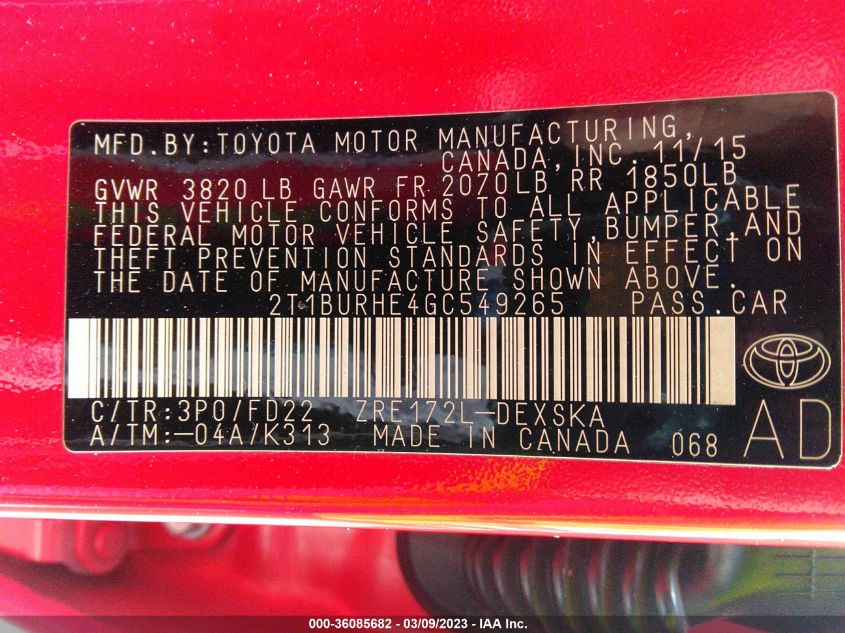 MFD.BY:TOYOTA MOTOR MANUFACTURING,
CANADA,INC. 11/15
GVWR 3820 LB GAWR FR 2070LB RR 1850LB
THIS VEHICLE CONFORMS TO ALL APPLICABLE
FEDERAL MOTOR VEHICLE SAFETY,BUMPER,AND
THEFT PREVENTION STANDARDS IN EFFECT ON
THE DATE OF MANUFACTURE SHOWN ABOVE.
2T1BURHE4GC549265 PASS.CAR
C/TR:3P0/FD22 ZRE172L-DEXSKA
A/TM:-04A/K313 MADE IN CANADA 068
AD
000-36085682 - 03/09/2023 - IAA Inc.